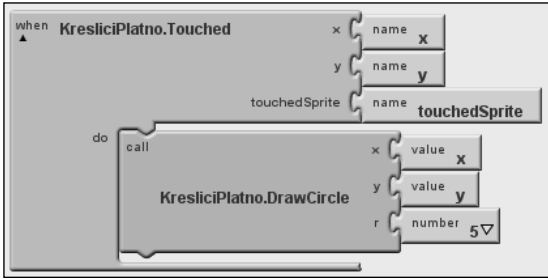 when KresliciPlatno.Touched x name x
y name y
touchedSprite name touchedSprite
do call x value x
KresliciPlatno.DrawCircle y value y
r number 5